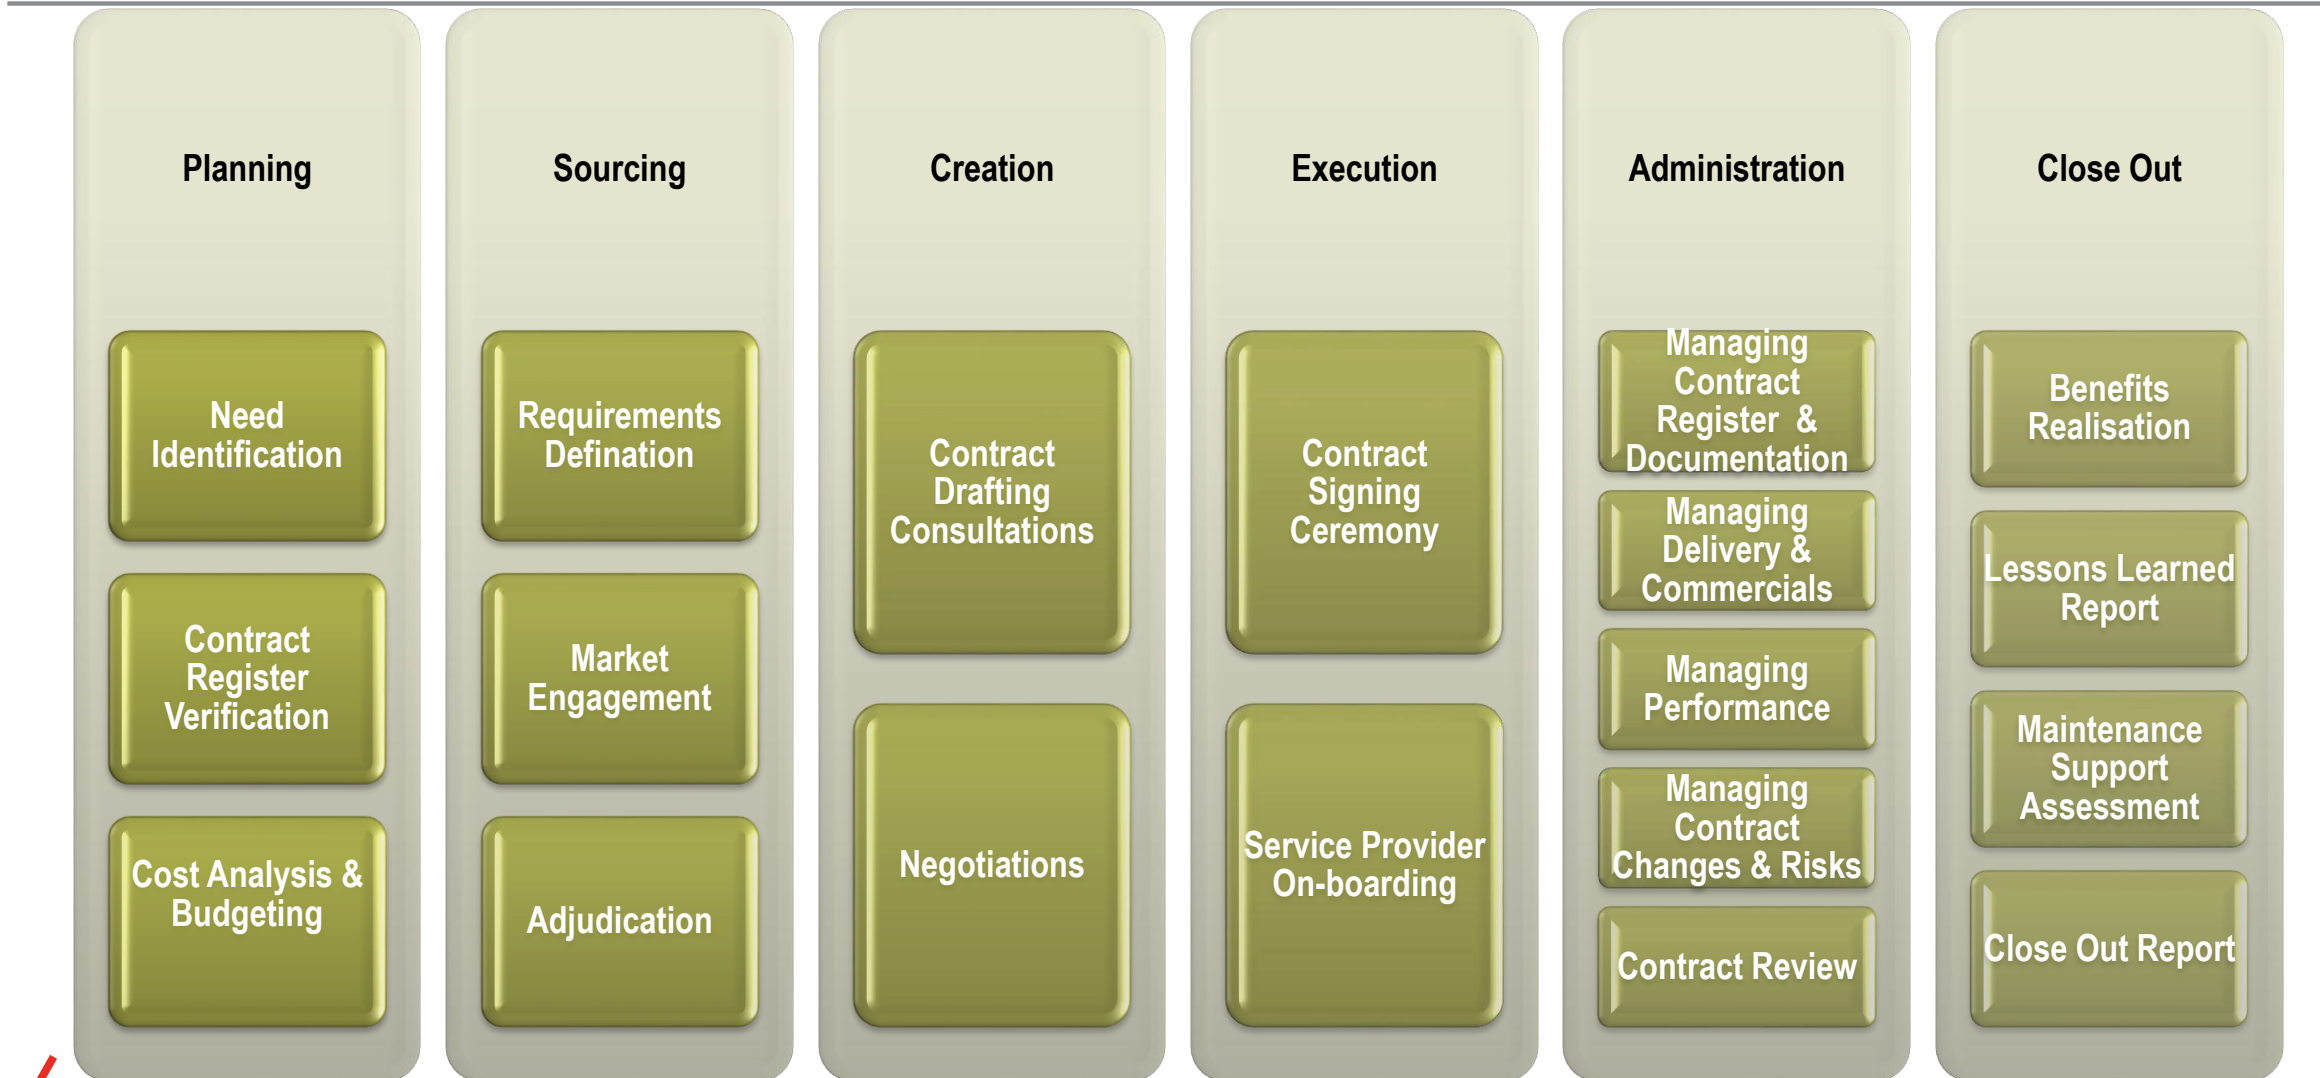 Planning
Need
Identification
Contract
Register
Verification
Cost Analysis &
Budgeting
Sourcing
Requirements
Defination
Market
Engagement
Adjudication
Creation
Contract
Drafting
Consultations
Negotiations
Execution
Contract
Signing
Ceremony
Service Provider
On-boarding
Administration
Managing
Contract
Register &
Documentation
Managing
Delivery &
Commercials
Managing
Performance
Managing
Contract
Changes & Risks
Contract Review
Close Out
Benefits
Realisation
Lessons Learned
Report
Maintenance
Support
Assessment
Close Out Report